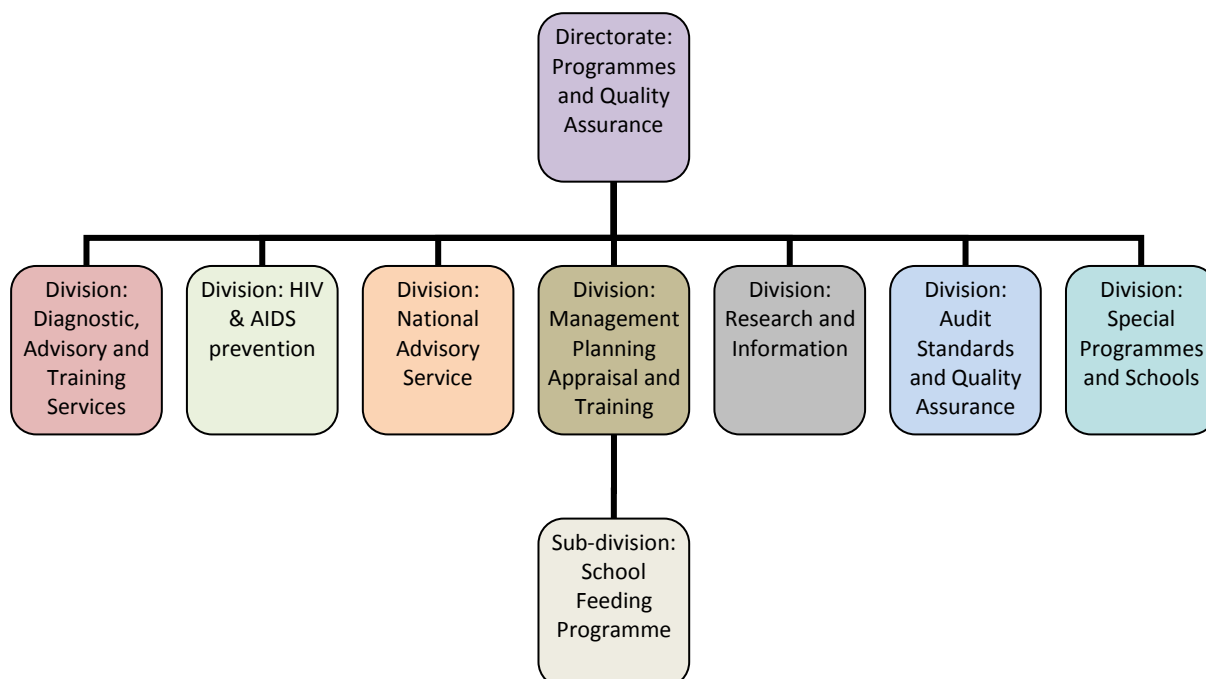 Directorate:
Programmes
and Quality
Assurance
Division:
Diagnostic,
Advisory and
Training
Services
Division: HIV
& AIDS
prevention
Division:
National
Advisory
Service
Division:
Management
Planning
Appraisal and
Training
Division:
Research and
Information
Division:
Audit
Standards
and Quality
Assurance
Division:
Special
Programmes
and Schools
Sub-division:
School
Feeding
Programme